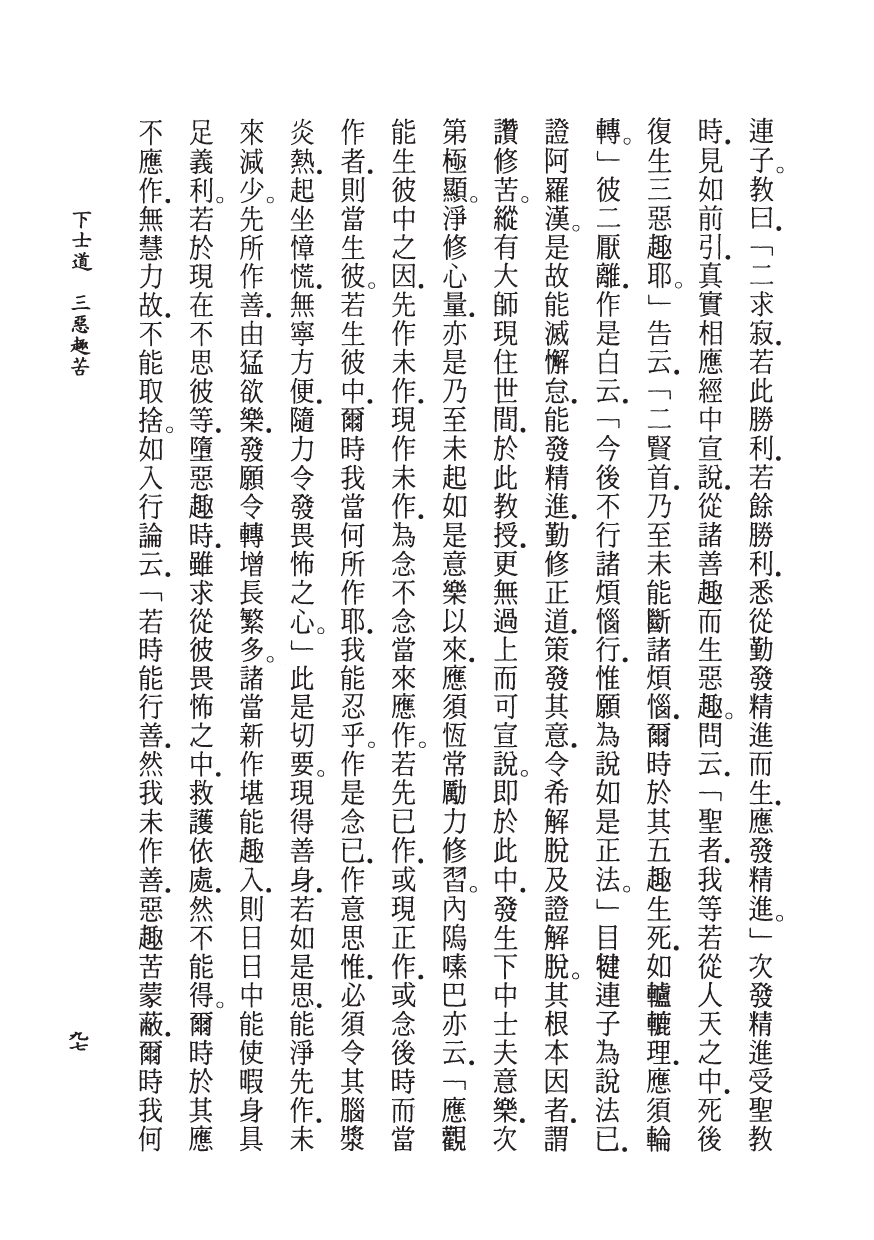 連子。教曰．「二求寂．若此勝利．若餘勝利．悉從勤發精進而生．應發精進。」次發精進受聖教
時．見如前引．真實相應經中宣說．從諸善趣而生惡趣。問云．「聖者．我等若從人天之中．死後
復生三惡趣耶。」告云．「二賢首．乃至未能斷諸煩惱．爾時於其五趣生死．如轤轆理．應須輪
轉。」彼二厭離．作是白云．「今後不行諸煩惱行．惟願為說如是正法。」目犍連子為說法已．
證阿羅漢。是故能滅懈怠．能發精進．勤修正道．策發其意．令希解脫及證解脫。其根本因者．謂
讚修苦。縱有大師現住世間．於此教授．更無過上而可宣說。即於此中．發生下中士夫意樂．次
第極顯。淨修心量．亦是乃至未起如是意樂以來．應須恆常勵力修習。內鄔嗦巴亦云．「應觀
能生彼中之因．先作未作．現作未作．為念不念當來應作。若先已作．或現正作．或念後時而當
作者．則當生彼。若生彼中．爾時我當何所作耶．我能忍乎。作是念已．作意思惟．必須令其腦漿
炎熱．起坐慞慌．無寧方便．隨力令發畏怖之心。」此是切要。現得善身．若如是思．能淨先作．未
來減少。先所作善．由猛欲樂．發願令轉增長繁多。諸當新作堪能趣入．則日日中能使暇身具
足義利。若於現在不思彼等．墮惡趣時．雖求從彼畏怖之中．救護依處．然不能得。爾時於其應
不應作．無慧力故．不能取捨。如入行論云．「若時能行善．然我未作善．惡趣苦蒙蔽．爾時我何
下士道　三惡趣苦
九七